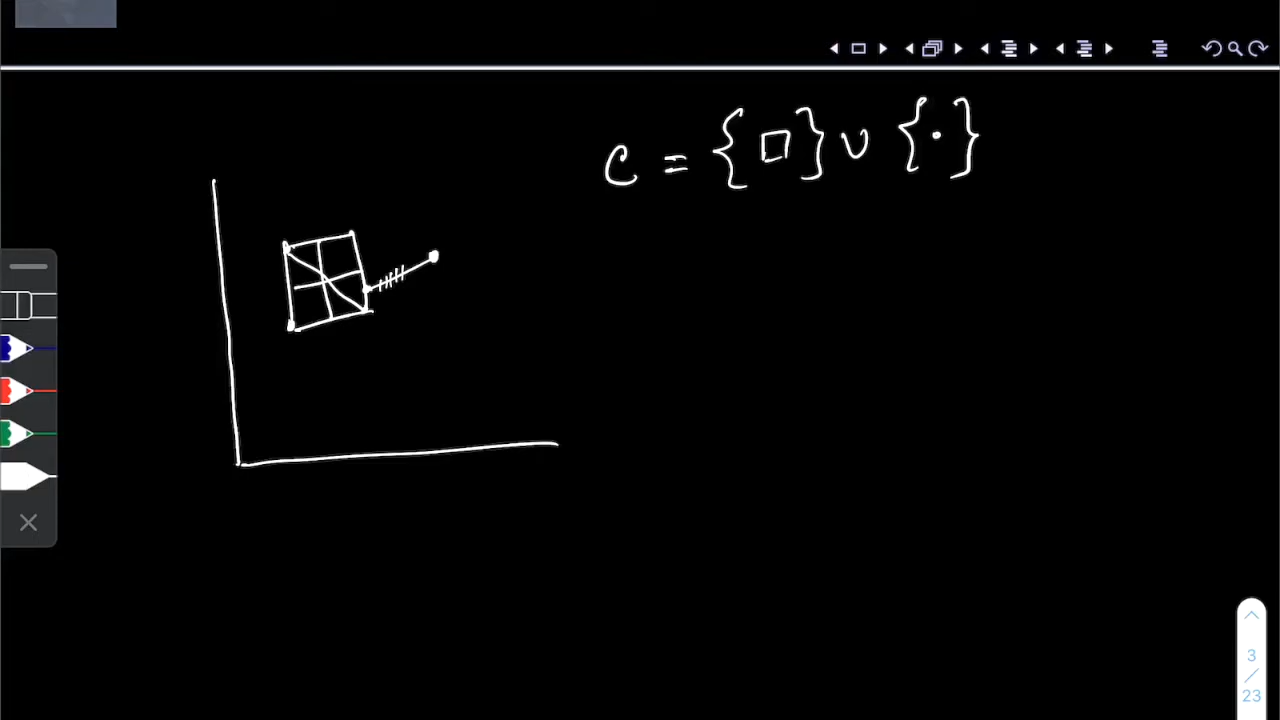 C = {□} ∪ {·}
3
/
23